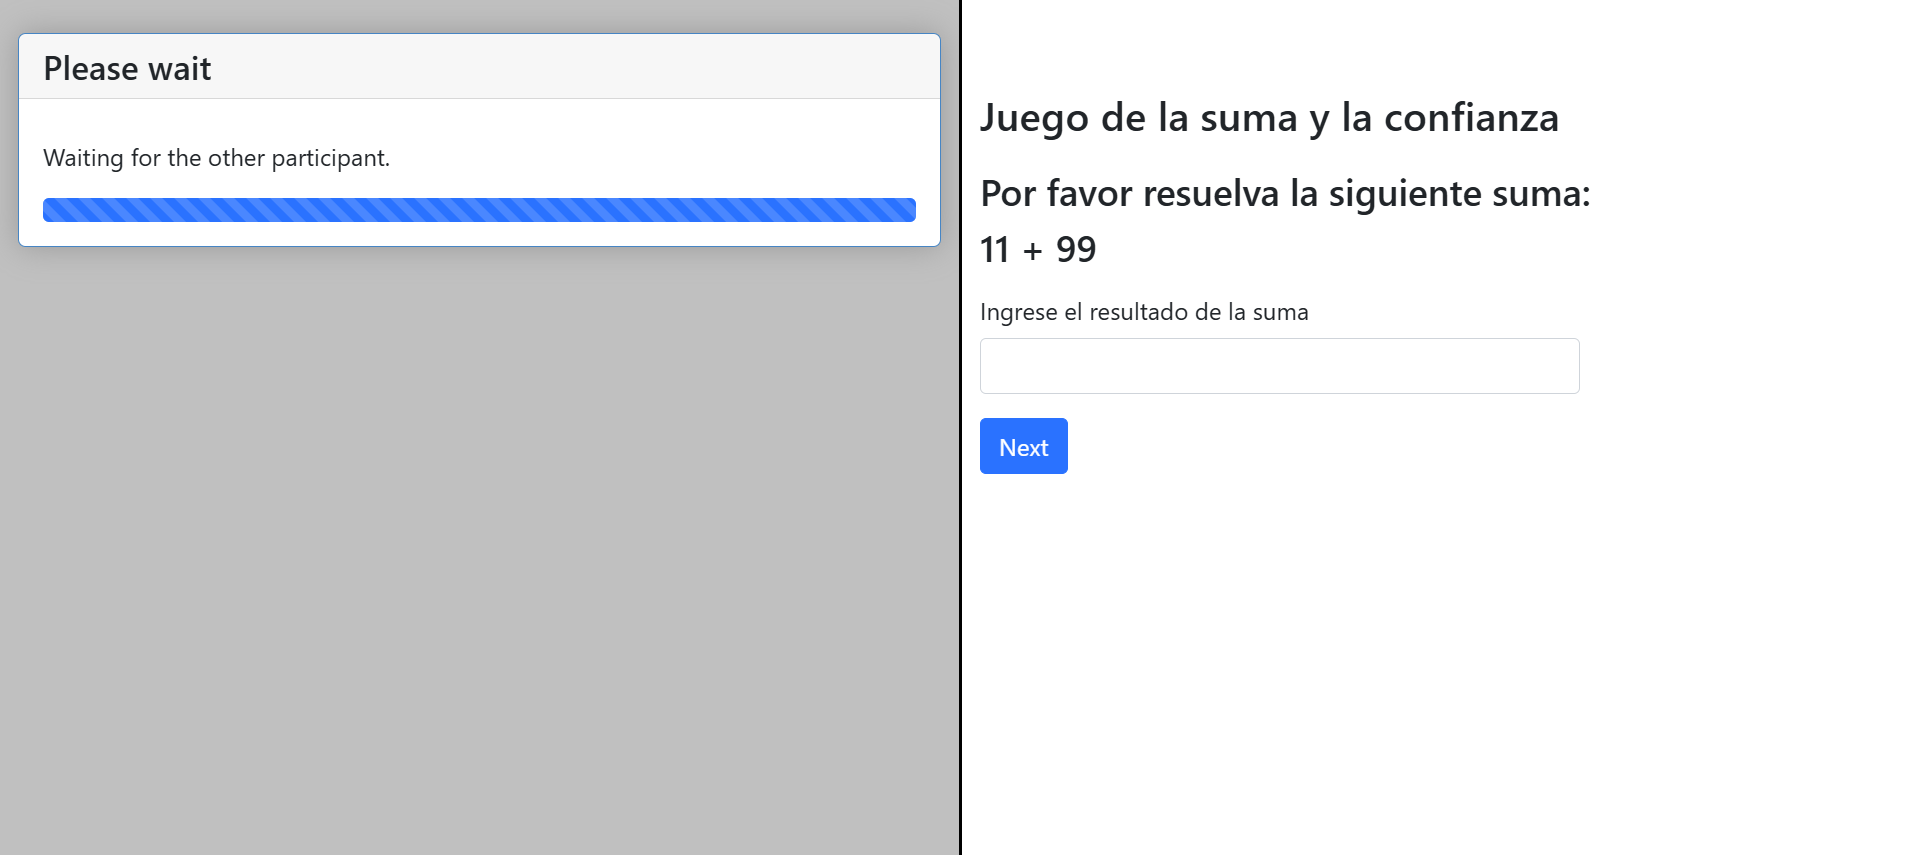 Please wait
Waiting for the other participant.
Juego de la suma y la confianza
Por favor resuelva la siguiente suma:
11 + 99
Ingrese el resultado de la suma
Next